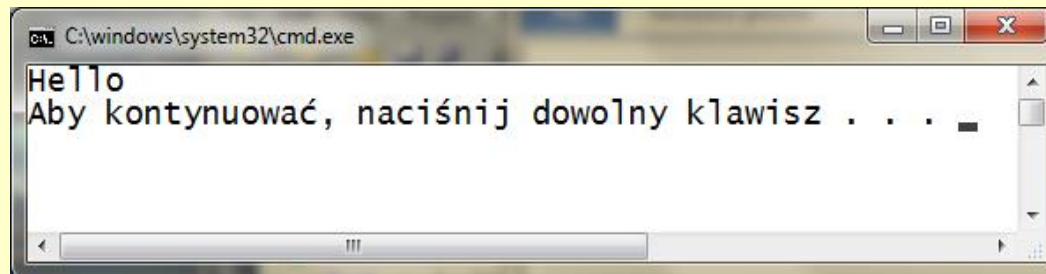 C:\windows\system32\cmd.exe
Hello
Aby kontynuować, naciśnij dowolny klawisz . . . _